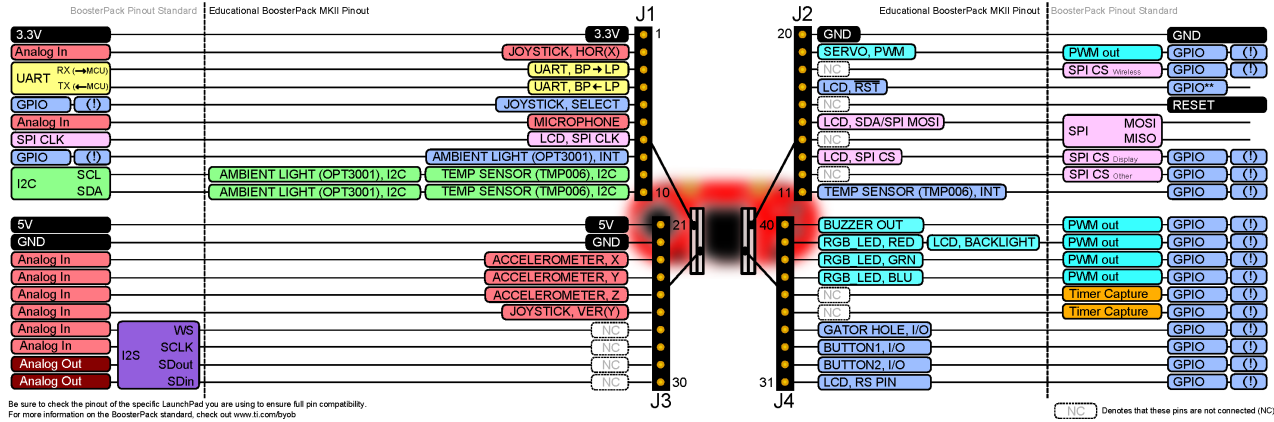 BoosterPack Pinout Standard Educational BoosterPack MKII Pinout J1 J2 Educational BoosterPack MKII Pinout BoosterPack Pinout Standard
3.3V 3.3V 1 20 GND GND
Analog In JOYSTICK, HOR(X) SERVO, PWM PWM out GPIO (!)
UART RX (→MCU) UART, BP→LP NC SPI CS Wireless GPIO (!)
TX (←MCU) UART, BP←LP LCD, RST GPIO**
GPIO (!) JOYSTICK, SELECT NC RESET
Analog In MICROPHONE LCD, SDA/SPI MOSI SPI MOSI
SPI CLK LCD, SPI CLK NC MISO
GPIO (!) AMBIENT LIGHT (OPT3001), INT LCD, SPI CS SPI CS Display GPIO (!)
I2C SCL AMBIENT LIGHT (OPT3001), I2C TEMP SENSOR (TMP006), I2C NC SPI CS Other GPIO (!)
SDA AMBIENT LIGHT (OPT3001), I2C TEMP SENSOR (TMP006), I2C 10 11 TEMP SENSOR (TMP006), INT GPIO (!)
5V 5V 21 40 BUZZER OUT PWM out GPIO (!)
GND GND RGB_LED, RED LCD, BACKLIGHT PWM out GPIO (!)
Analog In ACCELEROMETER, X RGB_LED, GRN PWM out GPIO (!)
Analog In ACCELEROMETER, Y RGB_LED, BLU PWM out GPIO (!)
Analog In ACCELEROMETER, Z NC Timer Capture GPIO (!)
Analog In JOYSTICK, VER(Y) NC Timer Capture GPIO (!)
Analog In I2S WS NC GATOR HOLE, I/O GPIO (!)
Analog In SCLK NC BUTTON1, I/O GPIO (!)
Analog Out SDout NC BUTTON2, I/O GPIO (!)
Analog Out SDin NC 30 31 LCD, RS PIN GPIO (!)
J3 J4
Be sure to check the pinout of the specific LaunchPad you are using to ensure full pin compatibility.
For more information on the BoosterPack standard, check out www.ti.com/byob
NC Denotes that these pins are not connected (NC)